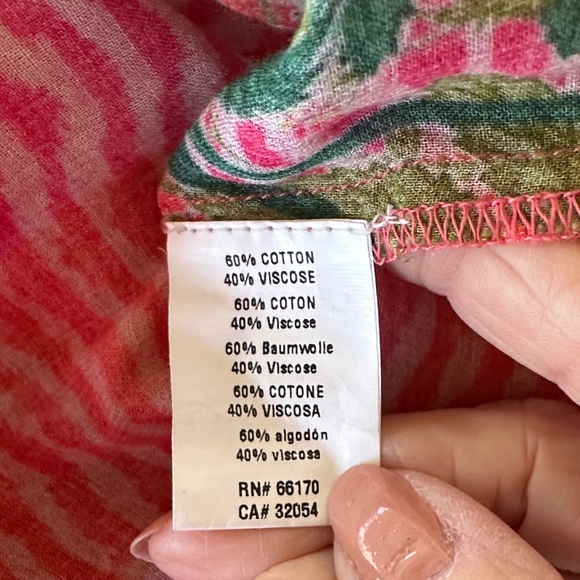 60% COTTON
40% VISCOSE
60% COTON
40% Viscose
60% Baumwolle
40% Viscose
60% COTONE
40% VISCOSA
60% algodón
40% viscosa
RN# 66170
CA# 32054